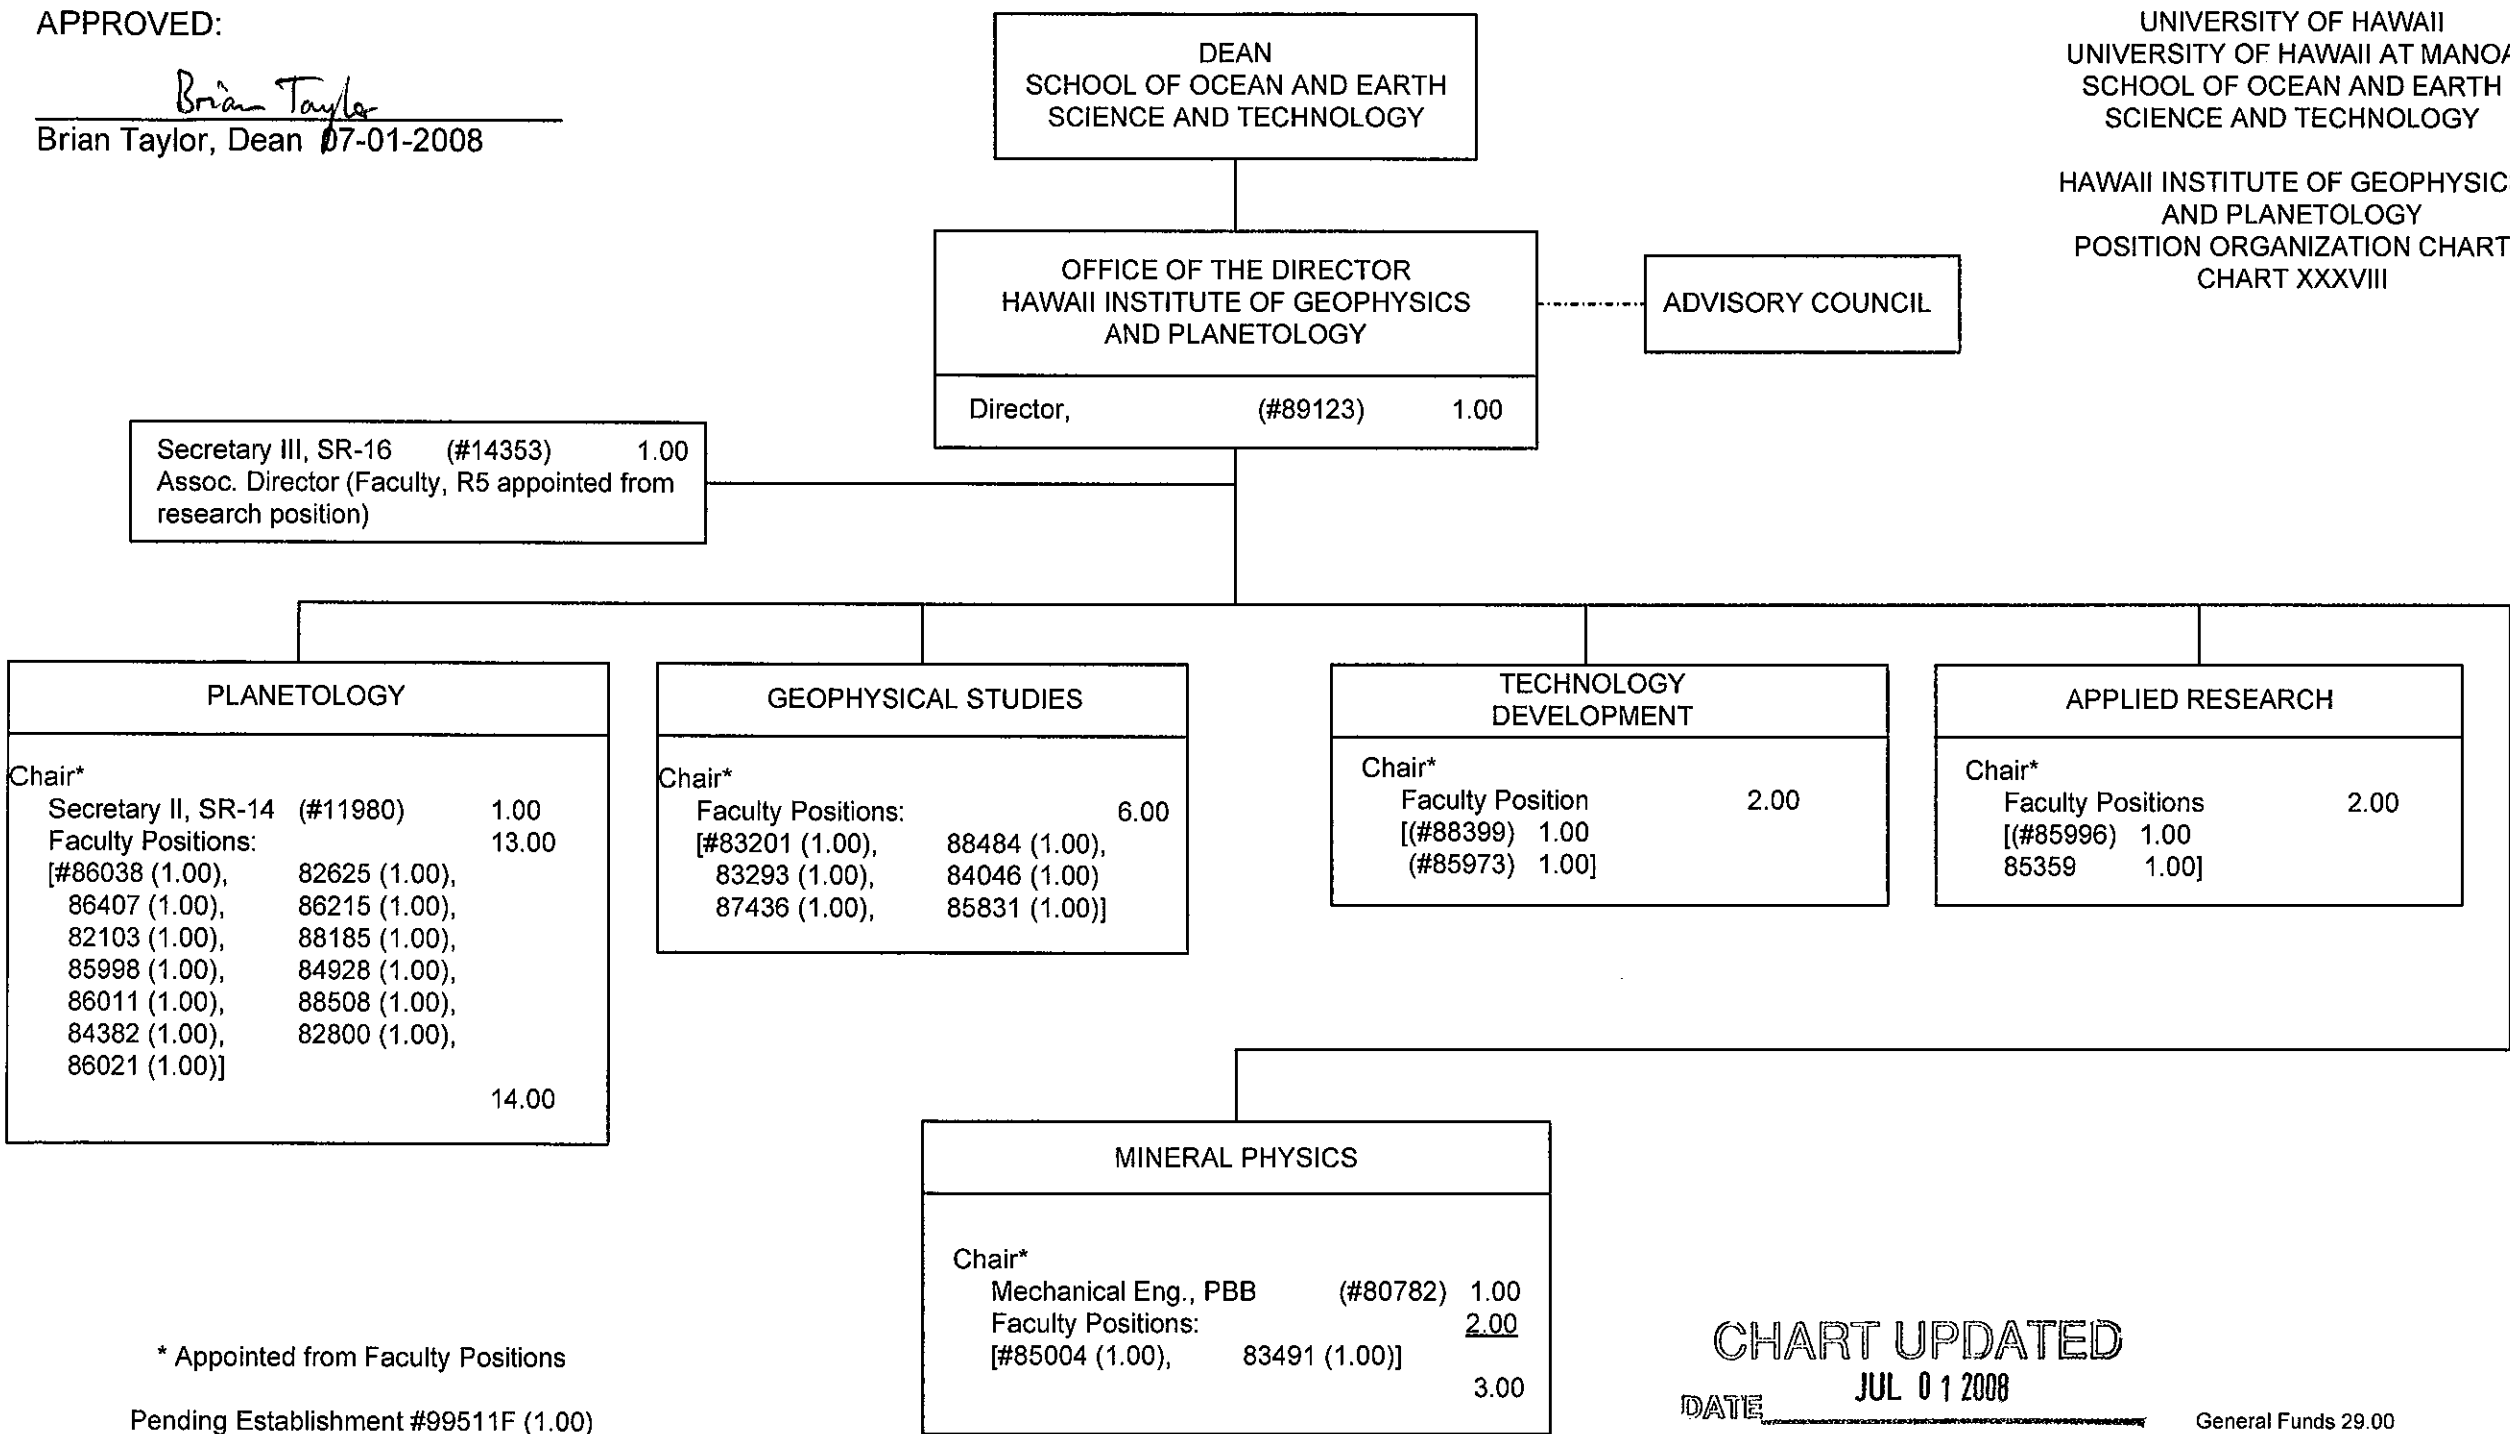 APPROVED:
Brian Taylor
Brian Taylor, Dean 07-01-2008
DEAN
SCHOOL OF OCEAN AND EARTH
SCIENCE AND TECHNOLOGY
UNIVERSITY OF HAWAII
UNIVERSITY OF HAWAII AT MANOA
SCHOOL OF OCEAN AND EARTH
SCIENCE AND TECHNOLOGY
HAWAII INSTITUTE OF GEOPHYSIC
AND PLANETOLOGY
POSITION ORGANIZATION CHART
CHART XXXVIII
OFFICE OF THE DIRECTOR
HAWAII INSTITUTE OF GEOPHYSICS
AND PLANETOLOGY
Director, (#89123) 1.00
ADVISORY COUNCIL
Secretary III, SR-16 (#14353) 1.00
Assoc. Director (Faculty, R5 appointed from
research position)
PLANETOLOGY
Chair*
Secretary II, SR-14 (#11980) 1.00
Faculty Positions: 13.00
[#86038 (1.00), 82625 (1.00),
86407 (1.00), 86215 (1.00),
82103 (1.00), 88185 (1.00),
85998 (1.00), 84928 (1.00),
86011 (1.00), 88508 (1.00),
84382 (1.00), 82800 (1.00),
86021 (1.00)]
14.00
GEOPHYSICAL STUDIES
Chair*
Faculty Positions: 6.00
[#83201 (1.00), 88484 (1.00),
83293 (1.00), 84046 (1.00)
87436 (1.00), 85831 (1.00)]
TECHNOLOGY
DEVELOPMENT
Chair*
Faculty Position 2.00
[(#88399) 1.00
(#85973) 1.00]
APPLIED RESEARCH
Chair*
Faculty Positions 2.00
[(#85996) 1.00
85359 1.00]
MINERAL PHYSICS
Chair*
Mechanical Eng., PBB (#80782) 1.00
Faculty Positions: 2.00
[#85004 (1.00), 83491 (1.00)]
3.00
* Appointed from Faculty Positions
Pending Establishment #99511F (1.00)
CHART UPDATED
DATE JUL 01 2008
General Funds 29.00